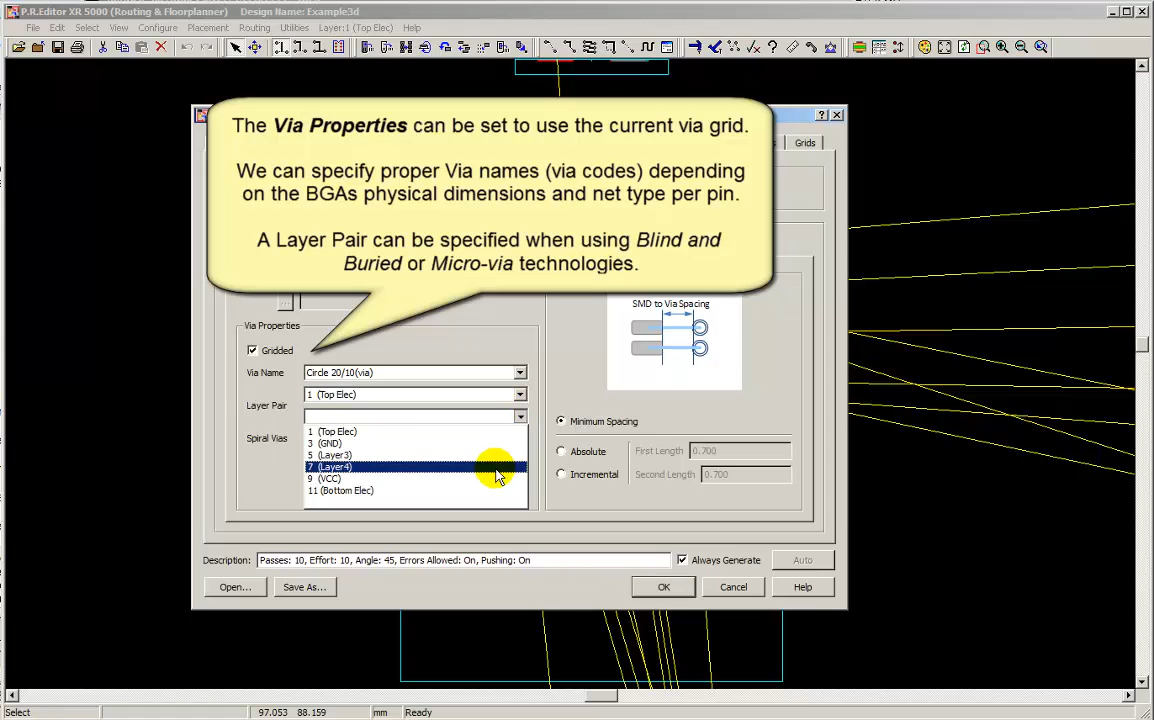 P.R.Editor XR 5000 (Routing & Floorplanner)    Design Name: Example3d
File Edit Select View Configure Placement Routing Utilities Layer:1 (Top Elec) Help
The Via Properties can be set to use the current via grid.
We can specify proper Via names (via codes) depending
on the BGAs physical dimensions and net type per pin.
A Layer Pair can be specified when using Blind and
Buried or Micro-via technologies.
Grids
...
SMD to Via Spacing
Via Properties
Gridded
Via Name Circle 20/10(via)
1 (Top Elec)
Layer Pair
Spiral Vias
1 (Top Elec)
3 (GND)
5 (Layer3)
7 (Layer4)
9 (VCC)
11 (Bottom Elec)
Minimum Spacing
Absolute First Length 0.700
Incremental Second Length 0.700
Description: Passes: 10, Effort: 10, Angle: 45, Errors Allowed: On, Pushing: On Always Generate Auto
Open... Save As... OK Cancel Help
Select 97.053 88.159 mm Ready